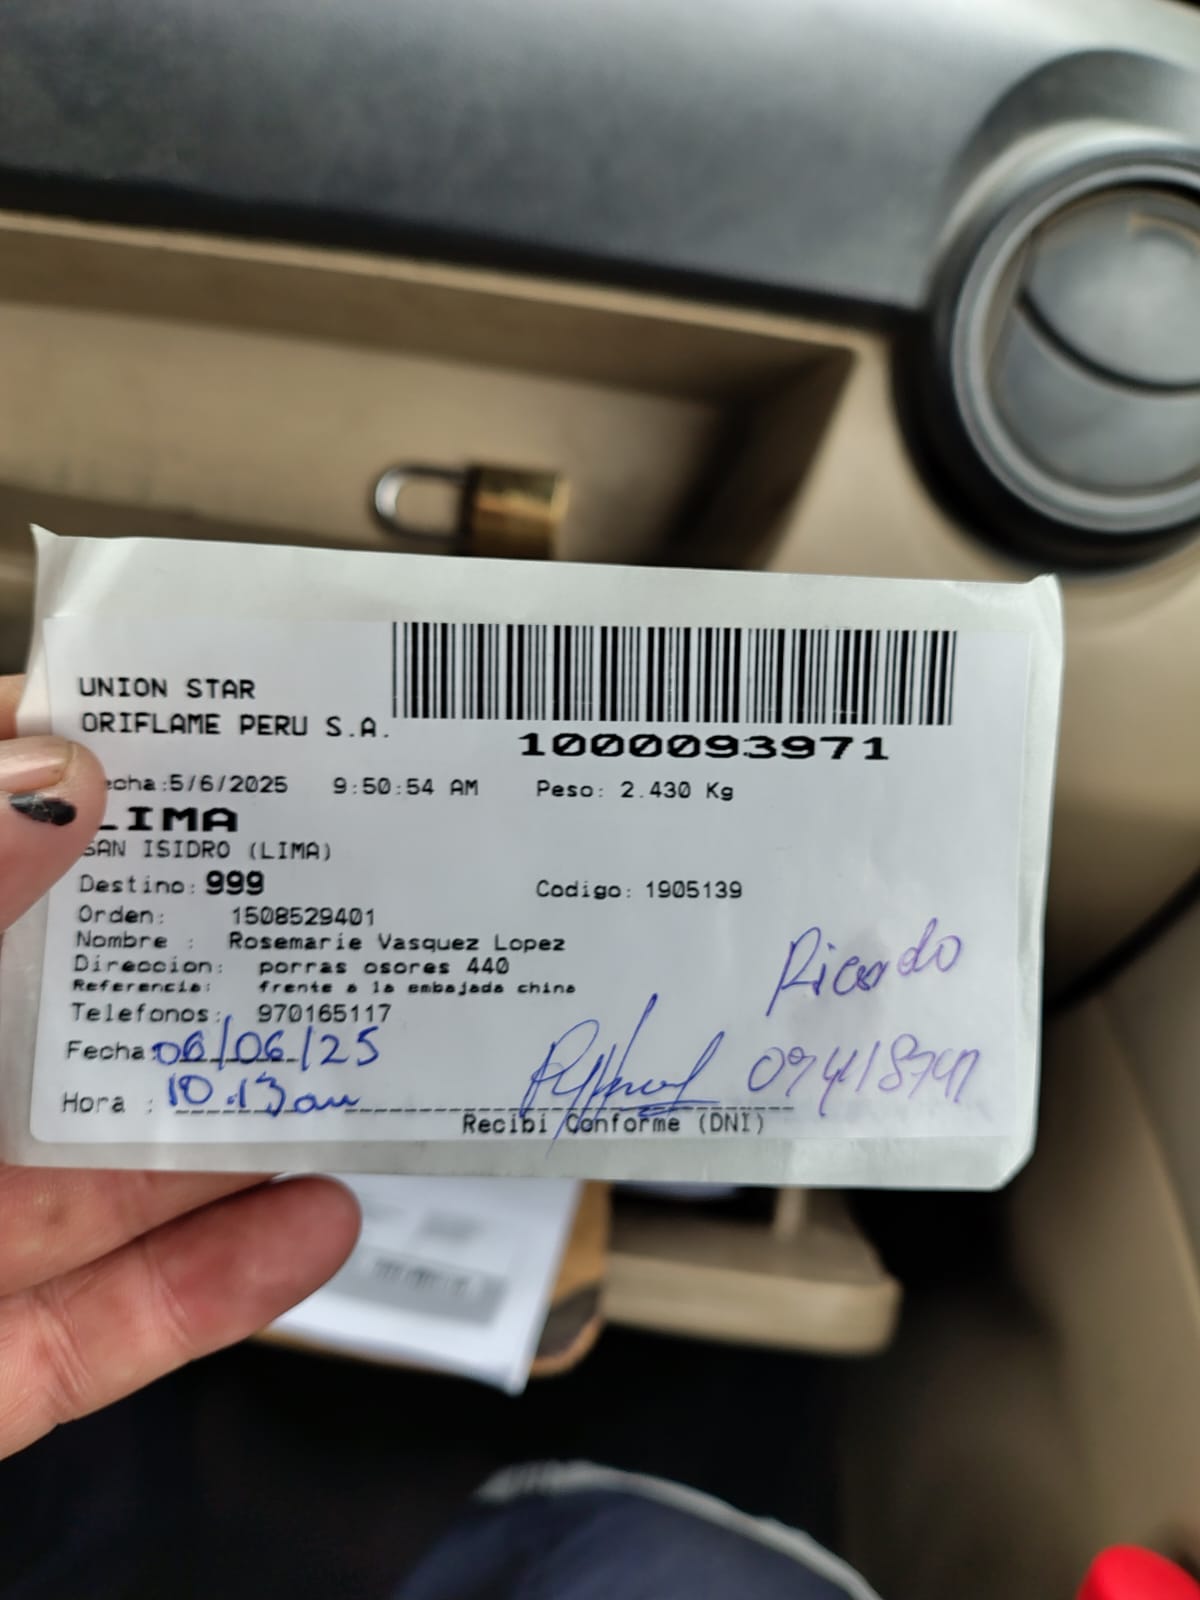 UNION STAR
ORIFLAME PERU S.A.
1000093971
echa:5/6/2025 9:50:54 AM Peso: 2.430 Kg
LIMA
SAN ISIDRO (LIMA)
Destino: 999 Codigo: 1905139
Orden: 1508529401
Nombre : Rosemarie Vasquez Lopez
Direccion: porras osores 440
Referencia: frente a la embajada china
Telefonos: 970165117
Ricardo
Fecha: 06/06/25
Hora : 10.13am
Recibi Conforme (DNI)